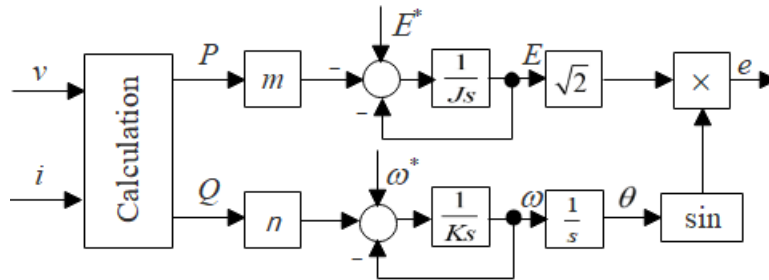 v
i
Calculation
P
Q
m
n
E*
ω*
1
Js
1
Ks
E
ω
√2
1
s
θ
×
sin
e
-
-
-